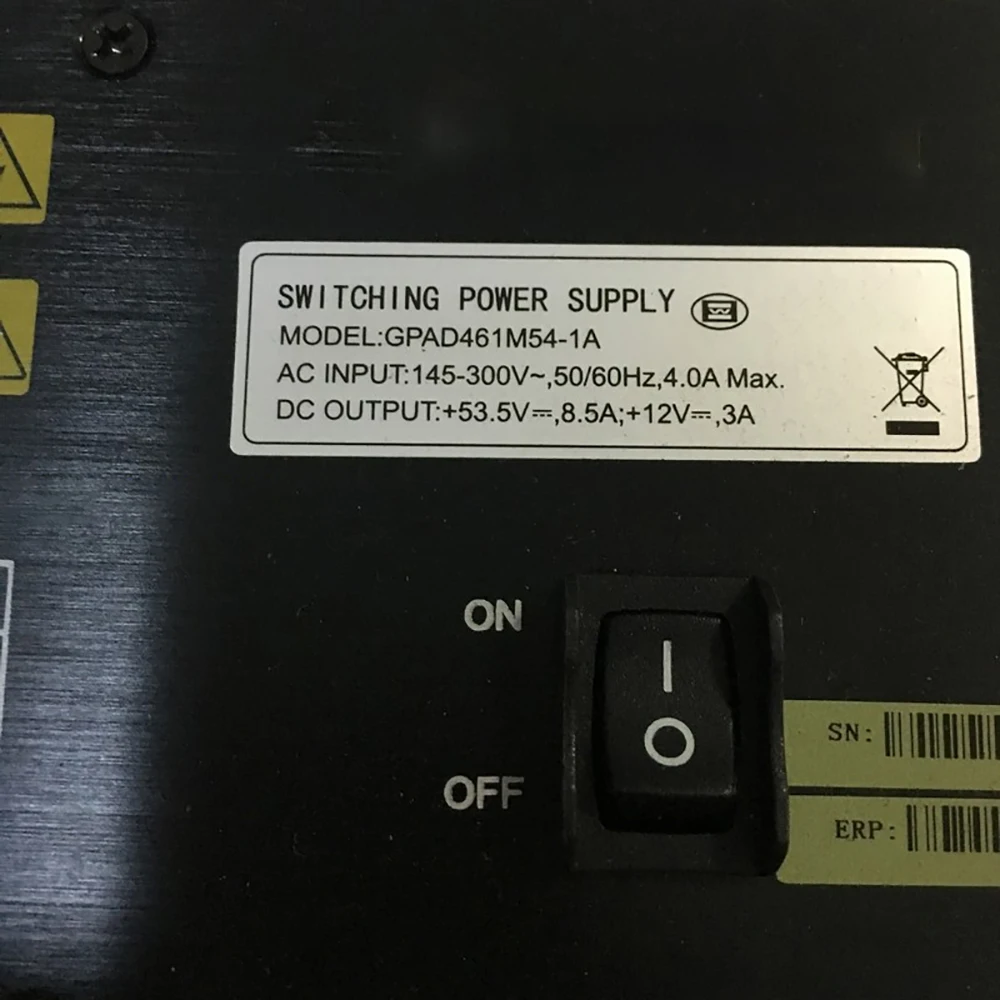 SWITCHING POWER SUPPLY
MODEL:GPAD461M54-1A
AC INPUT:145-300V~,50/60Hz,4.0A Max.
DC OUTPUT:+53.5V⎓,8.5A;+12V⎓,3A
ON
OFF
SN:
ERP: